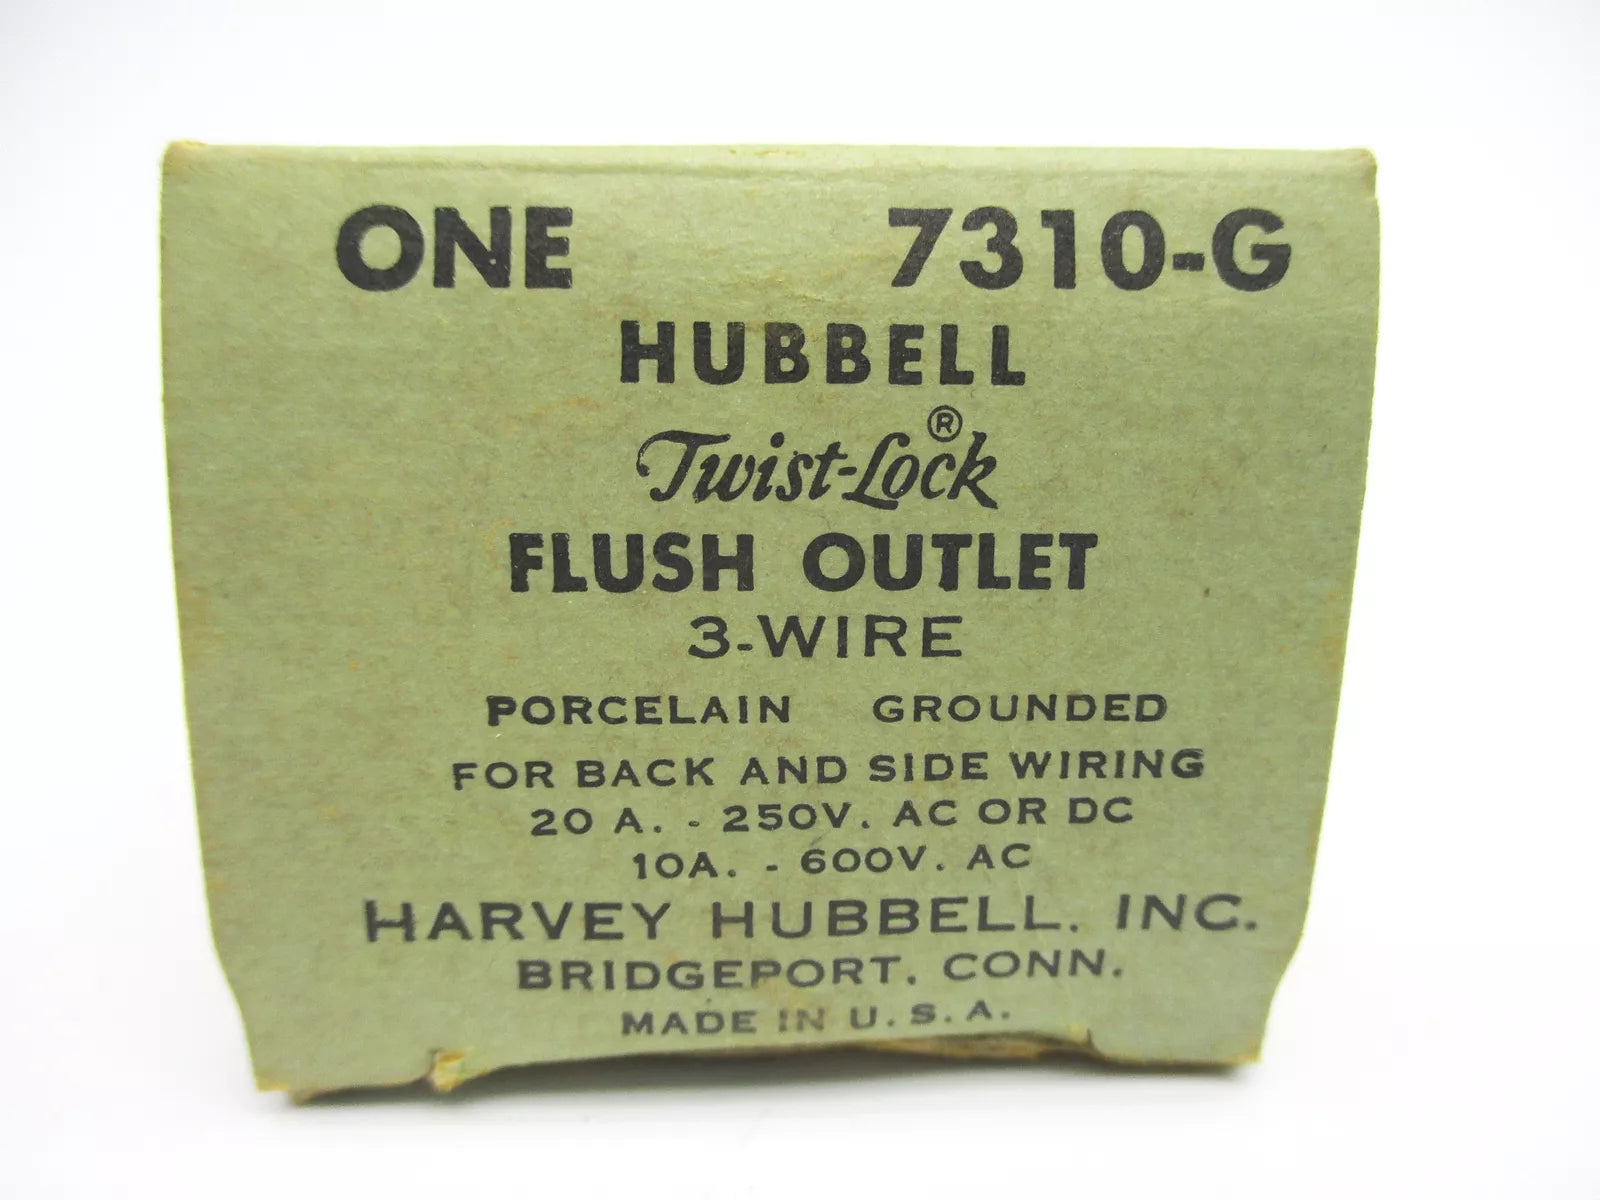 ONE 7310-G
HUBBELL
Twist-Lock®
FLUSH OUTLET
3-WIRE
PORCELAIN GROUNDED
FOR BACK AND SIDE WIRING
20 A. - 250V. AC OR DC
10A. - 600V. AC
HARVEY HUBBELL, INC.
BRIDGEPORT, CONN.
MADE IN U.S.A.